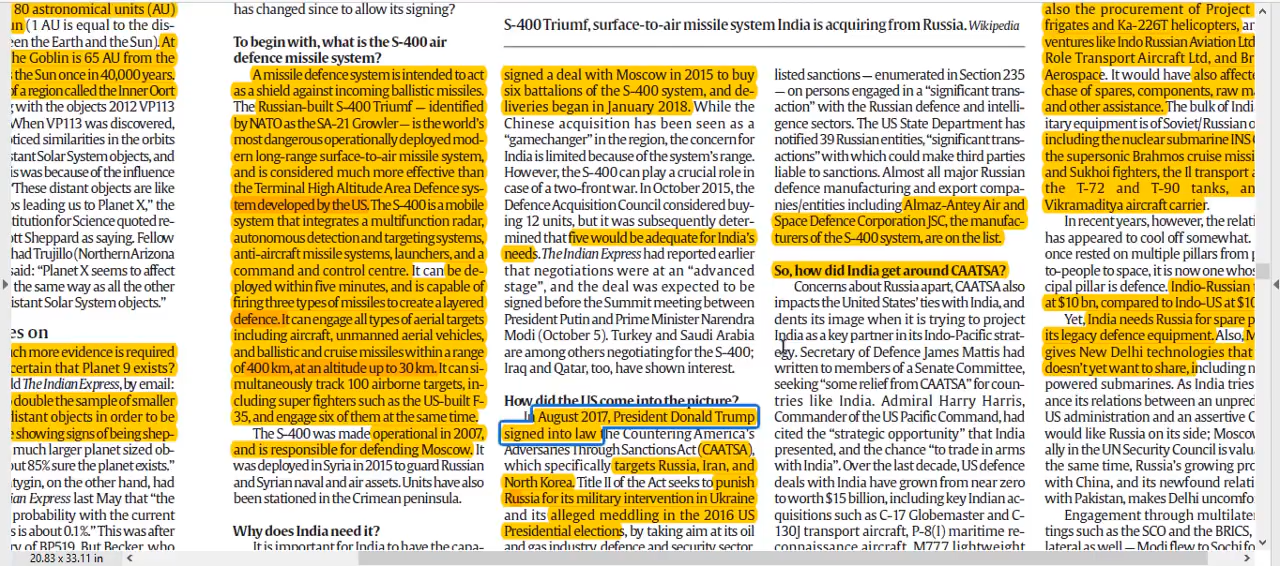 80 astronomical units (AU)
(1 AU is equal to the dis-
een the Earth and the Sun). At
he Goblin is 65 AU from the
the Sun once in 40,000 years.
of a region called the Inner Oort
with the objects 2012 VP113
When VP113 was discovered,
oticed similarities in the orbits
stant Solar System objects, and
is was because of the influence
"These distant objects are like
bs leading us to Planet X," the
stitution for Science quoted re-
ott Sheppard as saying. Fellow
had Trujillo (Northern Arizona
said: "Planet X seems to affect
the same way as all the other
istant Solar System objects."
es on
uch more evidence is required
certain that Planet 9 exists?
ld The Indian Express, by email:
double the sample of smaller
distant objects in order to be
e showing signs of being shep-
much larger planet sized ob-
out 85% sure the planet exists."
tygin, on the other hand, had
ian Express last May that "the
probability with the current
s is about 0.1%." This was after
y of BP519. But Becker, who
has changed since to allow its signing?
To begin with, what is the S-400 air
defence missile system?
A missile defence system is intended to act
as a shield against incoming ballistic missiles.
The Russian-built S-400 Triumf — identified
by NATO as the SA-21 Growler — is the world's
most dangerous operationally deployed mod-
ern long-range surface-to-air missile system,
and is considered much more effective than
the Terminal High Altitude Area Defence sys-
tem developed by the US. The S-400 is a mobile
system that integrates a multifunction radar,
autonomous detection and targeting systems,
anti-aircraft missile systems, launchers, and a
command and control centre. It can be de-
ployed within five minutes, and is capable of
firing three types of missiles to create a layered
defence. It can engage all types of aerial targets
including aircraft, unmanned aerial vehicles,
and ballistic and cruise missiles within a range
of 400 km, at an altitude up to 30 km. It can si-
multaneously track 100 airborne targets, in-
cluding super fighters such as the US-built F-
35, and engage six of them at the same time.
The S-400 was made operational in 2007,
and is responsible for defending Moscow. It
was deployed in Syria in 2015 to guard Russian
and Syrian naval and air assets. Units have also
been stationed in the Crimean peninsula.
Why does India need it?
It is important for India to have the capa-
S-400 Triumf, surface-to-air missile system India is acquiring from Russia. Wikipedia
signed a deal with Moscow in 2015 to buy
six battalions of the S-400 system, and de-
liveries began in January 2018. While the
Chinese acquisition has been seen as a
"gamechanger" in the region, the concern for
India is limited because of the system's range.
However, the S-400 can play a crucial role in
case of a two-front war. In October 2015, the
Defence Acquisition Council considered buy-
ing 12 units, but it was subsequently deter-
mined that five would be adequate for India's
needs. The Indian Express had reported earlier
that negotiations were at an "advanced
stage", and the deal was expected to be
signed before the Summit meeting between
President Putin and Prime Minister Narendra
Modi (October 5). Turkey and Saudi Arabia
are among others negotiating for the S-400;
Iraq and Qatar, too, have shown interest.
How did the US come into the picture?
In August 2017, President Donald Trump
signed into law the Countering America's
Adversaries Through Sanctions Act (CAATSA),
which specifically targets Russia, Iran, and
North Korea. Title II of the Act seeks to punish
Russia for its military intervention in Ukraine
and its alleged meddling in the 2016 US
Presidential elections, by taking aim at its oil
and gas industry, defence and security sector,
listed sanctions — enumerated in Section 235
— on persons engaged in a "significant trans-
action" with the Russian defence and intelli-
gence sectors. The US State Department has
notified 39 Russian entities, "significant trans-
actions" with which could make third parties
liable to sanctions. Almost all major Russian
defence manufacturing and export compa-
nies/entities including Almaz-Antey Air and
Space Defence Corporation JSC, the manufac-
turers of the S-400 system, are on the list.
So, how did India get around CAATSA?
Concerns about Russia apart, CAATSA also
impacts the United States' ties with India, and
dents its image when it is trying to project
India as a key partner in its Indo-Pacific strat-
egy. Secretary of Defence James Mattis had
written to members of a Senate Committee,
seeking "some relief from CAATSA" for coun-
tries like India. Admiral Harry Harris,
Commander of the US Pacific Command, had
cited the "strategic opportunity" that India
presented, and the chance "to trade in arms
with India". Over the last decade, US defence
deals with India have grown from near zero
to worth $15 billion, including key Indian ac-
quisitions such as C-17 Globemaster and C-
130J transport aircraft, P-8(I) maritime re-
connaissance aircraft, M777 lightweight
also the procurement of Project
frigates and Ka-226T helicopters, an
ventures like Indo Russian Aviation Ltd
Role Transport Aircraft Ltd, and Br
Aerospace. It would have also affecte
chase of spares, components, raw m
and other assistance. The bulk of Indi
itary equipment is of Soviet/Russian o
including the nuclear submarine INS C
the supersonic Brahmos cruise missi
and Sukhoi fighters, the Il transport a
the T-72 and T-90 tanks, an
Vikramaditya aircraft carrier.
In recent years, however, the relati
has appeared to cool off somewhat.
once rested on multiple pillars from p
to-people to space, it is now one whos
cipal pillar is defence. Indo-Russian t
at $10 bn, compared to Indo-US at $10
Yet, India needs Russia for spare p
its legacy defence equipment. Also, M
gives New Delhi technologies that
doesn't yet want to share, including n
powered submarines. As India tries
ance its relations between an unpred
US administration and an assertive C
would like Russia on its side; Moscow
ally in the UN Security Council is valua
the same time, Russia's growing pro
with China, and its newfound relat
with Pakistan, makes Delhi uncomfo
Engagement through multilater
tings such as the SCO and the BRICS,
lateral as well — Modi flew to Sochi fo
20.83 x 33.11 in